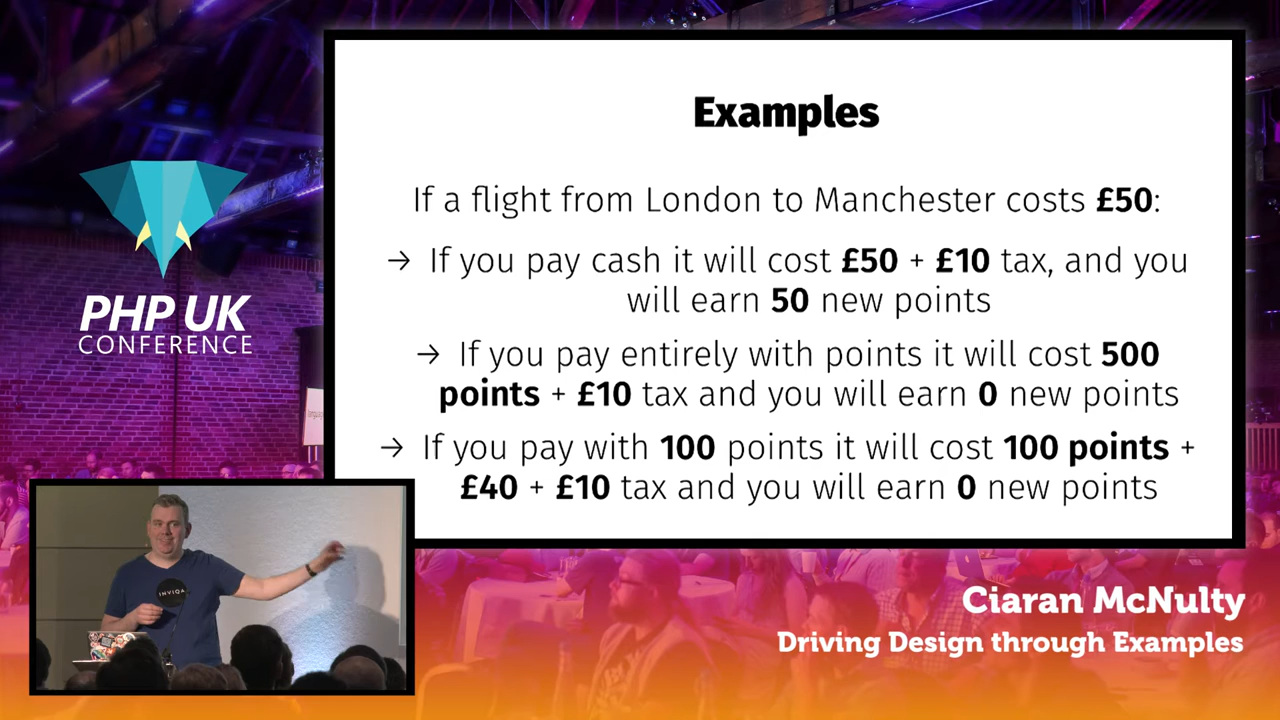 Examples
If a flight from London to Manchester costs £50:
→ If you pay cash it will cost £50 + £10 tax, and you
will earn 50 new points
→ If you pay entirely with points it will cost 500
points + £10 tax and you will earn 0 new points
→ If you pay with 100 points it will cost 100 points +
£40 + £10 tax and you will earn 0 new points
PHP UK
CONFERENCE
INVIQA
Ciaran McNulty
Driving Design through Examples